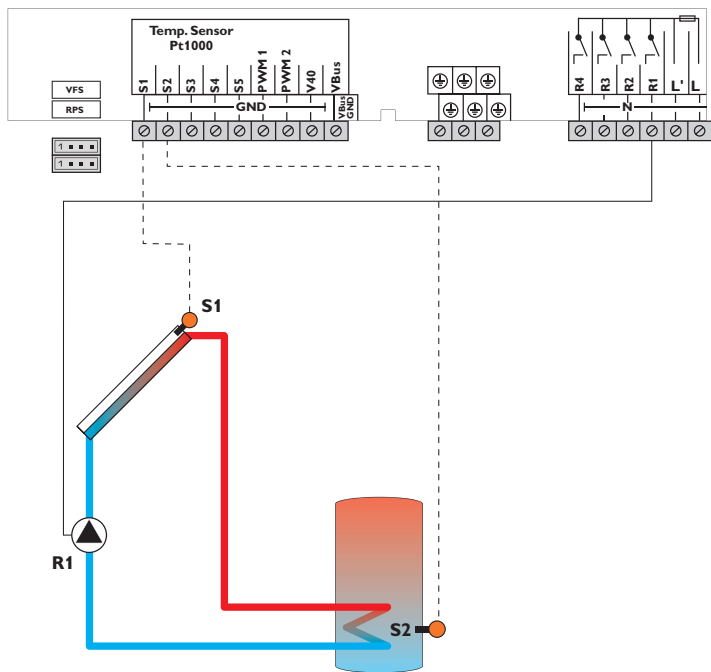 Temp. Sensor
Pt1000
S1
S2
S3
S4
S5
PWM 1
PWM 2
V40
VBus
GND
VBus
GND
VFS
RPS
1
1
R4
R3
R2
R1
L'
L
N
S1
R1
S2